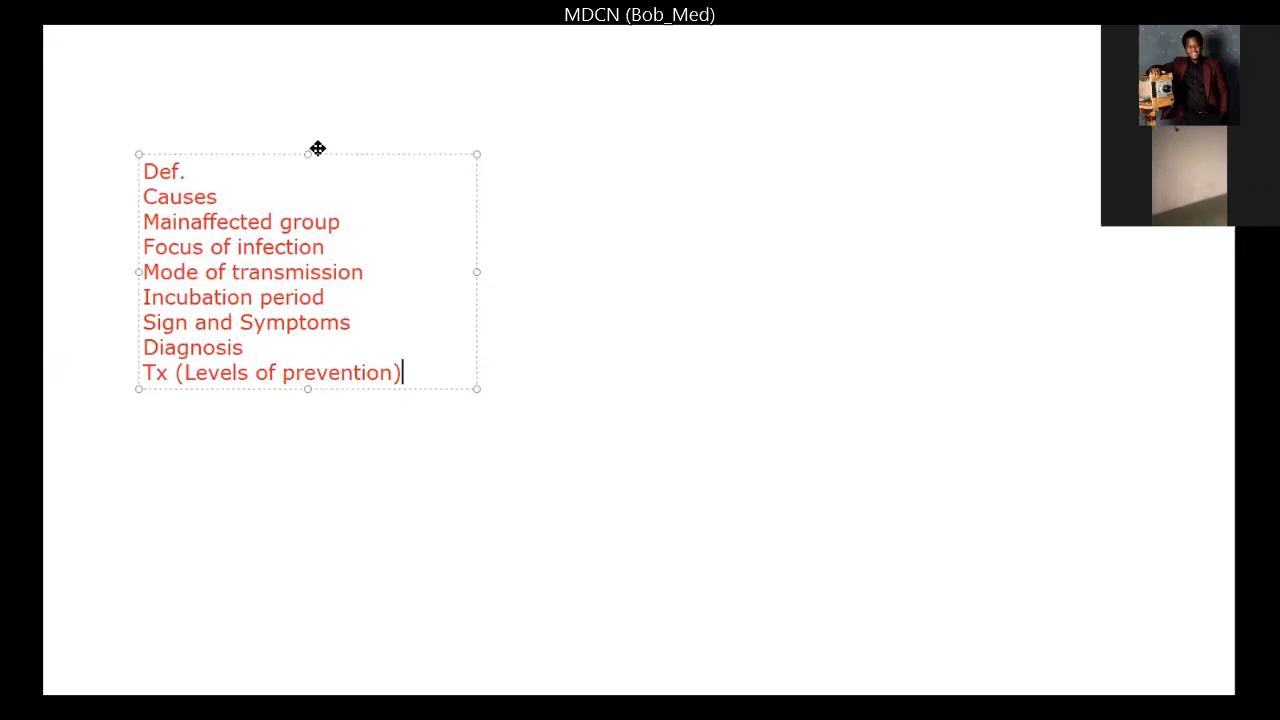 MDCN (Bob_Med)
Def.
Causes
Mainaffected group
Focus of infection
Mode of transmission
Incubation period
Sign and Symptoms
Diagnosis
Tx (Levels of prevention)